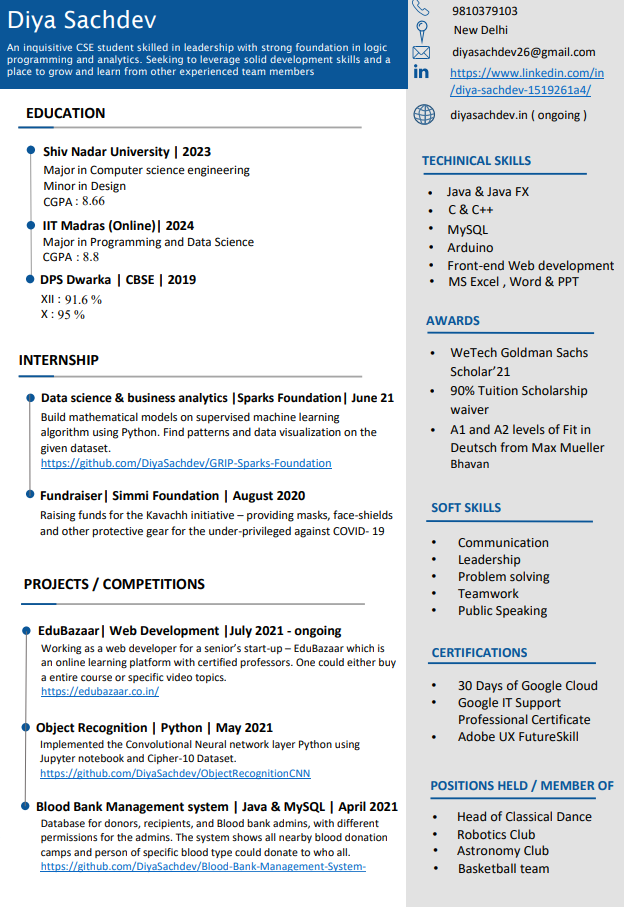 Diya Sachdev
An inquisitive CSE student skilled in leadership with strong foundation in logic
programming and analytics. Seeking to leverage solid development skills and a
place to grow and learn from other experienced team members
EDUCATION
Shiv Nadar University | 2023
Major in Computer science engineering
Minor in Design
CGPA : 8.66
IIT Madras (Online)| 2024
Major in Programming and Data Science
CGPA : 8.8
DPS Dwarka | CBSE | 2019
XII : 91.6 %
X : 95 %
INTERNSHIP
Data science & business analytics |Sparks Foundation| June 21
Build mathematical models on supervised machine learning
algorithm using Python. Find patterns and data visualization on the
given dataset.
https://github.com/DiyaSachdev/GRIP-Sparks-Foundation
Fundraiser| Simmi Foundation | August 2020
Raising funds for the Kavachh initiative – providing masks, face-shields
and other protective gear for the under-privileged against COVID- 19
PROJECTS / COMPETITIONS
EduBazaar| Web Development |July 2021 - ongoing
Working as a web developer for a senior's start-up – EduBazaar which is
an online learning platform with certified professors. One could either buy
a entire course or specific video topics.
https://edubazaar.co.in/
Object Recognition | Python | May 2021
Implemented the Convolutional Neural network layer Python using
Jupyter notebook and Cipher-10 Dataset.
https://github.com/DiyaSachdev/ObjectRecognitionCNN
Blood Bank Management system | Java & MySQL | April 2021
Database for donors, recipients, and Blood bank admins, with different
permissions for the admins. The system shows all nearby blood donation
camps and person of specific blood type could donate to who all.
https://github.com/DiyaSachdev/Blood-Bank-Management-System-
9810379103
New Delhi
diyasachdev26@gmail.com
in
https://www.linkedin.com/in
/diya-sachdev-1519261a4/
diyasachdev.in ( ongoing )
TECHINICAL SKILLS
• Java & Java FX
• C & C++
• MySQL
• Arduino
• Front-end Web development
• MS Excel , Word & PPT
AWARDS
• WeTech Goldman Sachs
Scholar'21
• 90% Tuition Scholarship
waiver
• A1 and A2 levels of Fit in
Deutsch from Max Mueller
Bhavan
SOFT SKILLS
• Communication
• Leadership
• Problem solving
• Teamwork
• Public Speaking
CERTIFICATIONS
• 30 Days of Google Cloud
• Google IT Support
Professional Certificate
• Adobe UX FutureSkill
POSITIONS HELD / MEMBER OF
• Head of Classical Dance
• Robotics Club
• Astronomy Club
• Basketball team